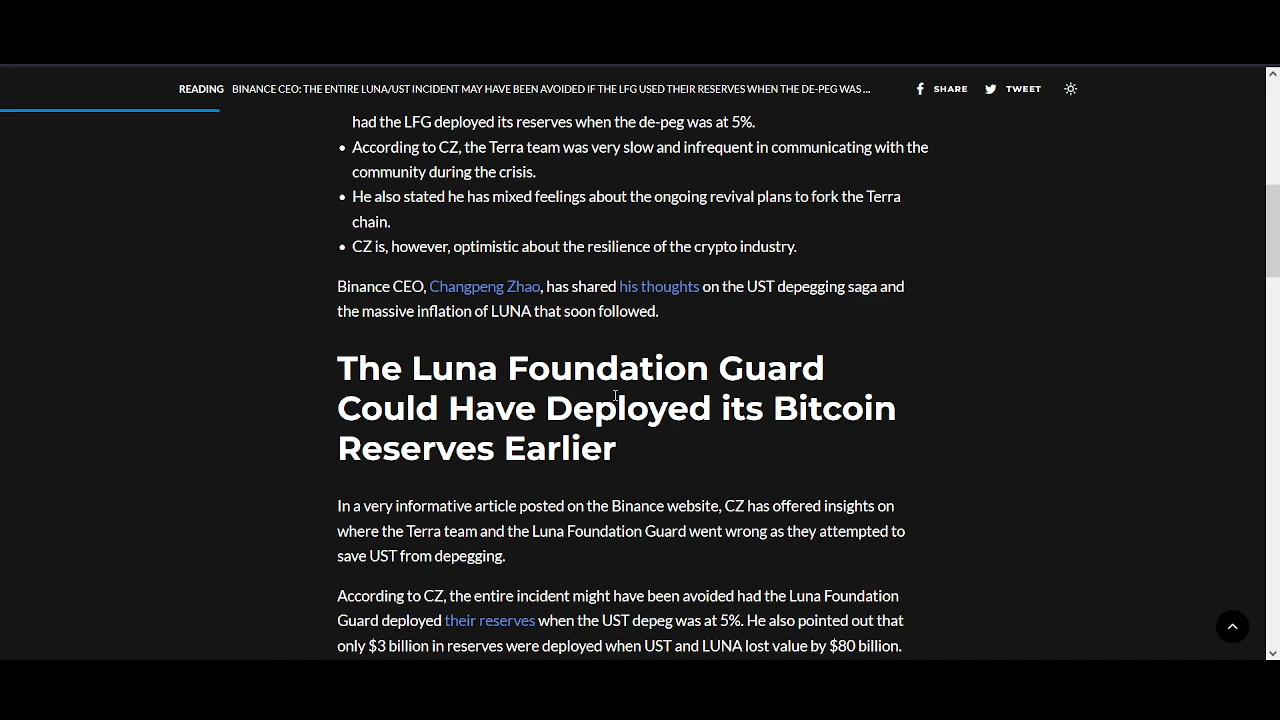 READING BINANCE CEO: THE ENTIRE LUNA/UST INCIDENT MAY HAVE BEEN AVOIDED IF THE LFG USED THEIR RESERVES WHEN THE DE-PEG WAS ... SHARE TWEET
had the LFG deployed its reserves when the de-peg was at 5%.
• According to CZ, the Terra team was very slow and infrequent in communicating with the
community during the crisis.
• He also stated he has mixed feelings about the ongoing revival plans to fork the Terra
chain.
• CZ is, however, optimistic about the resilience of the crypto industry.
Binance CEO, Changpeng Zhao, has shared his thoughts on the UST depegging saga and
the massive inflation of LUNA that soon followed.
The Luna Foundation Guard
Could Have Deployed its Bitcoin
Reserves Earlier
In a very informative article posted on the Binance website, CZ has offered insights on
where the Terra team and the Luna Foundation Guard went wrong as they attempted to
save UST from depegging.
According to CZ, the entire incident might have been avoided had the Luna Foundation
Guard deployed their reserves when the UST depeg was at 5%. He also pointed out that
only $3 billion in reserves were deployed when UST and LUNA lost value by $80 billion.